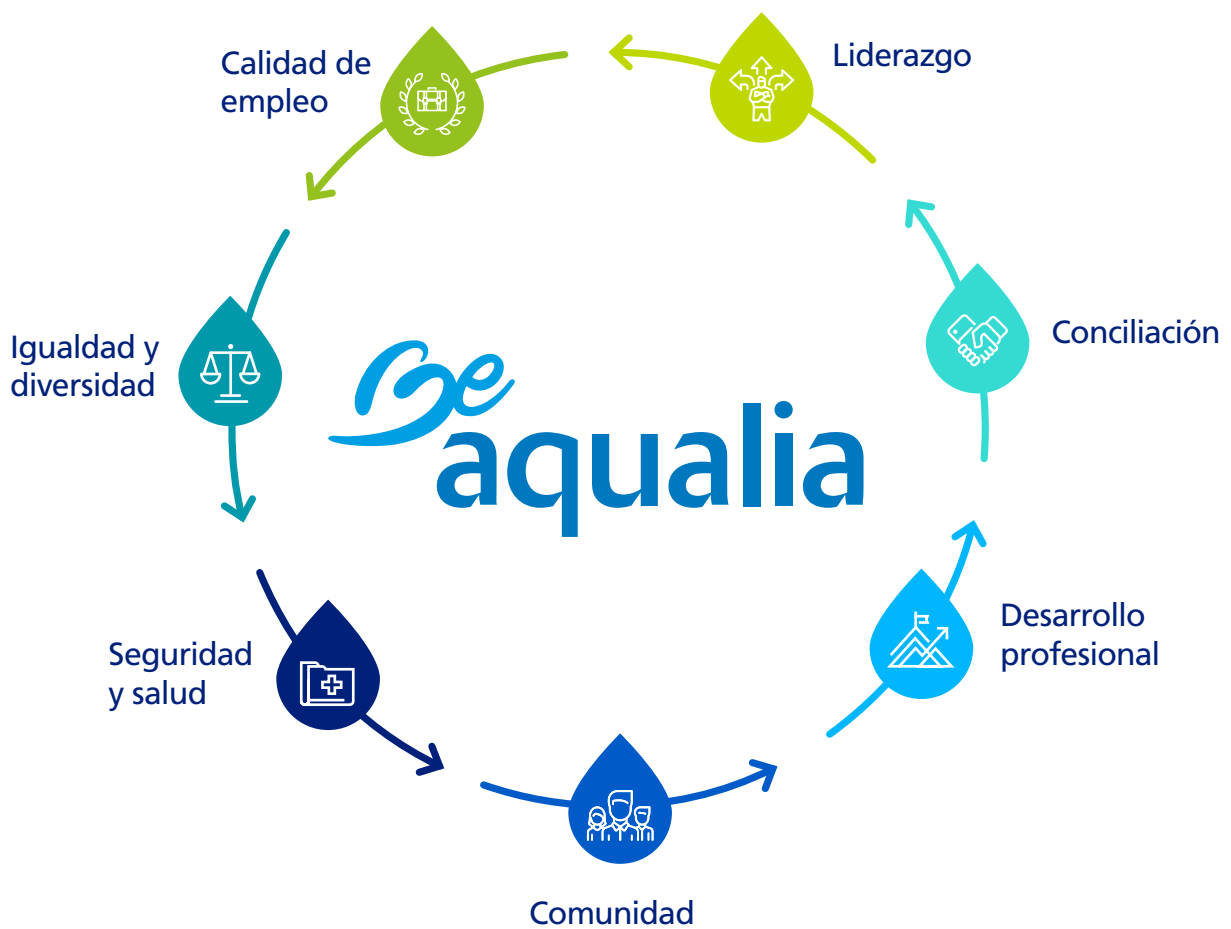 Calidad de
empleo
Liderazgo
Igualdad y
diversidad
Be
aqualia
Conciliación
Seguridad
y salud
Desarrollo
profesional
Comunidad